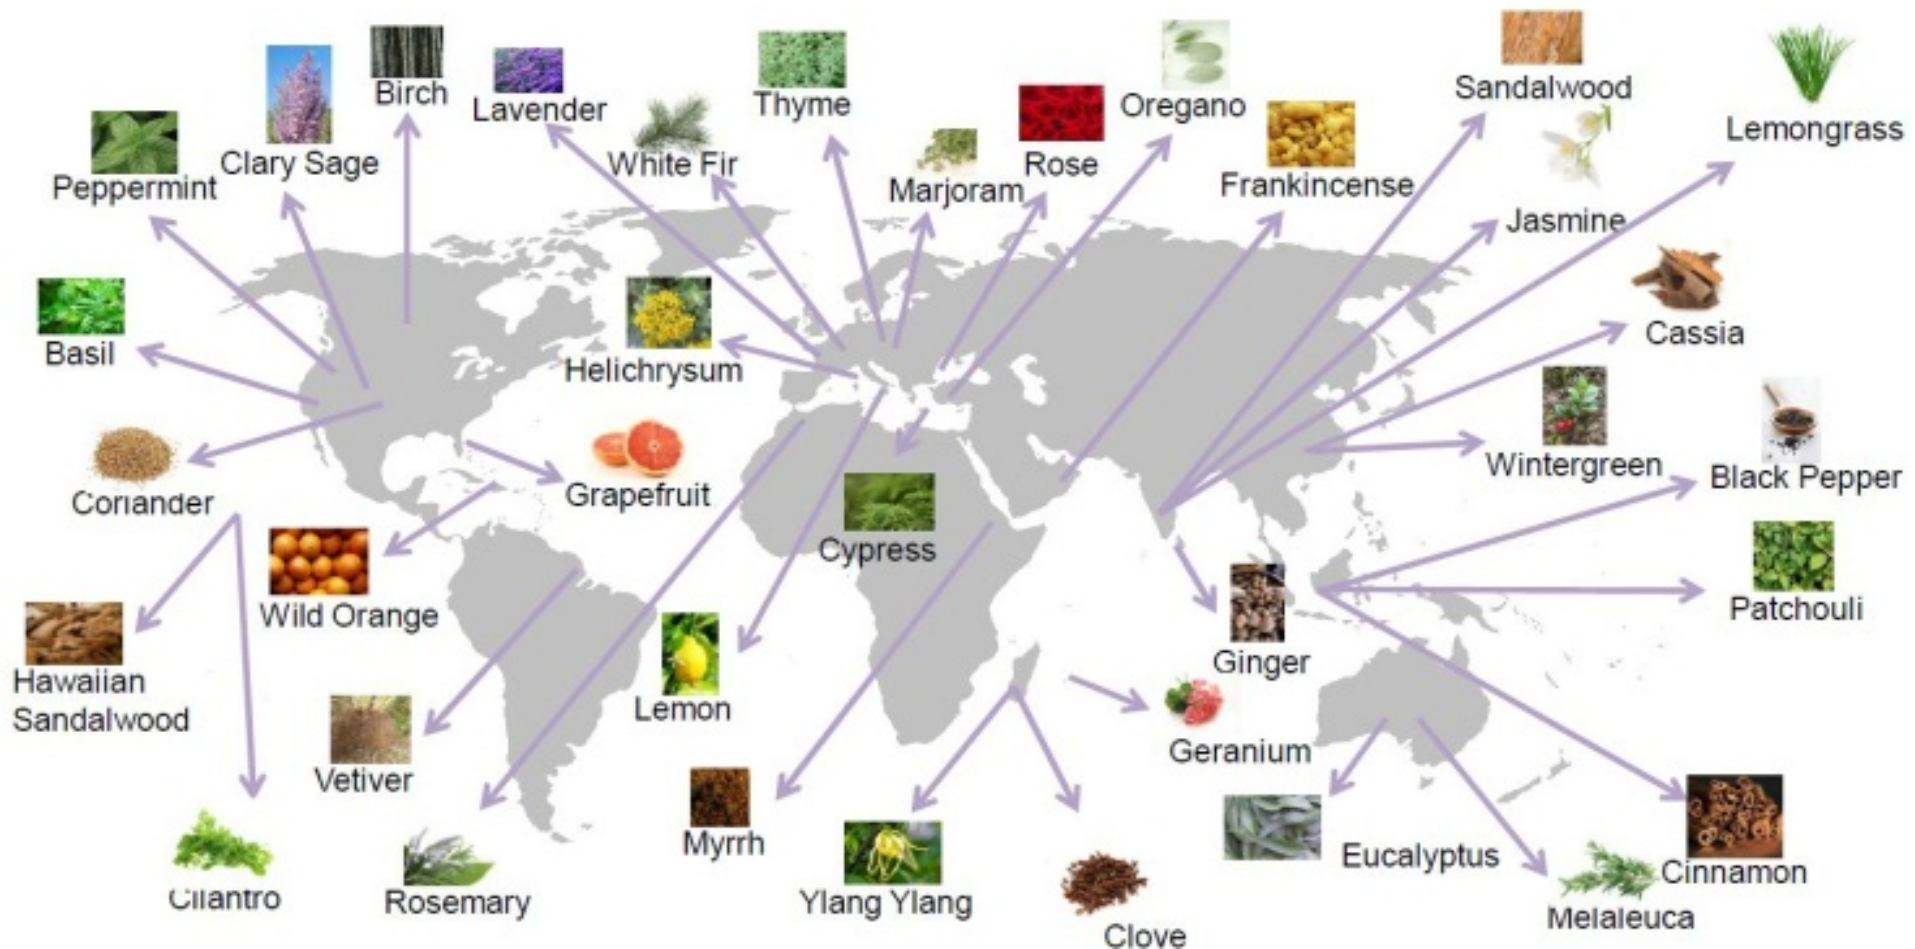 Birch
Lavender
Thyme
Oregano
Sandalwood
Lemongrass
Clary Sage
White Fir
Rose
Peppermint
Marjoram
Frankincense
Jasmine
Basil
Helichrysum
Cassia
Coriander
Grapefruit
Wintergreen
Black Pepper
Cypress
Wild Orange
Patchouli
Hawaiian
Sandalwood
Lemon
Ginger
Vetiver
Geranium
Myrrh
Eucalyptus
Cinnamon
Cilantro
Rosemary
Ylang Ylang
Clove
Melaleuca